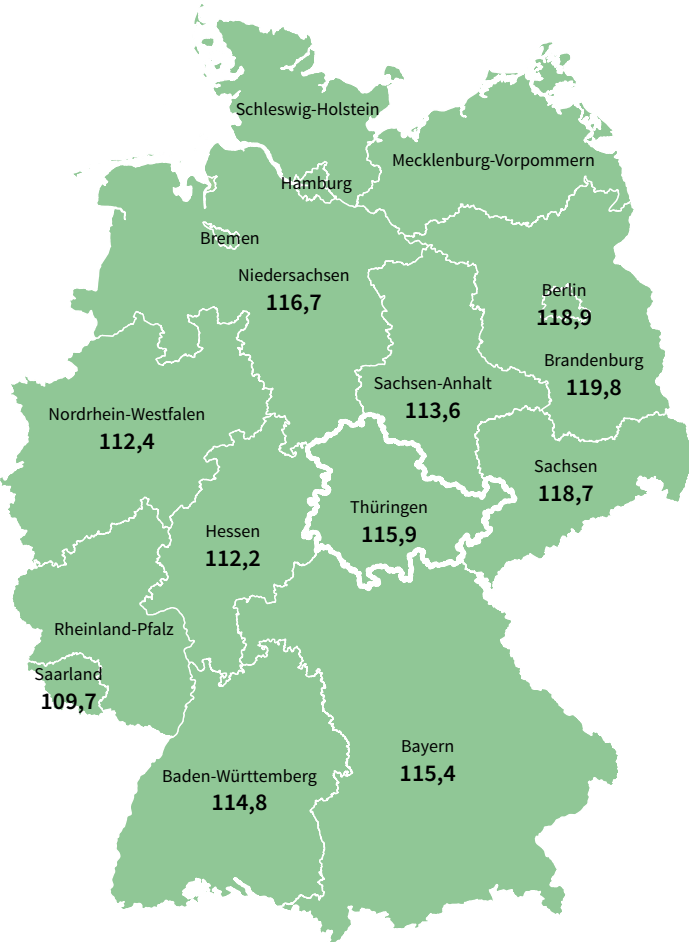 Schleswig-Holstein
Mecklenburg-Vorpommern
Hamburg
Bremen
Niedersachsen
116,7
Berlin
118,9
Brandenburg
119,8
Sachsen-Anhalt
113,6
Nordrhein-Westfalen
112,4
Sachsen
118,7
Thüringen
115,9
Hessen
112,2
Rheinland-Pfalz
Saarland
109,7
Bayern
115,4
Baden-Württemberg
114,8